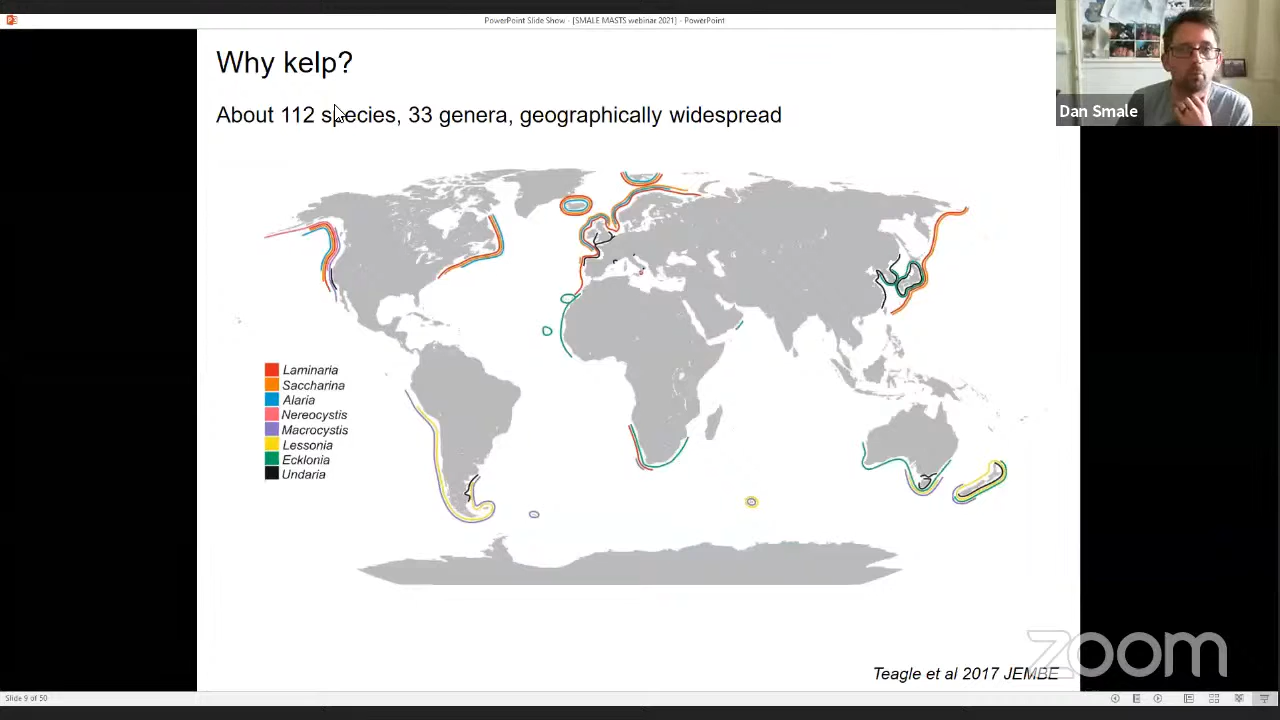 PowerPoint Slide Show - [SMALE MASTS webinar 2021] - PowerPoint
Why kelp?
About 112 species, 33 genera, geographically widespread
Dan Smale
Laminaria
Saccharina
Alaria
Nereocystis
Macrocystis
Lessonia
Ecklonia
Undaria
zoom
Teagle et al 2017 JEMBE
Slide 9 of 50